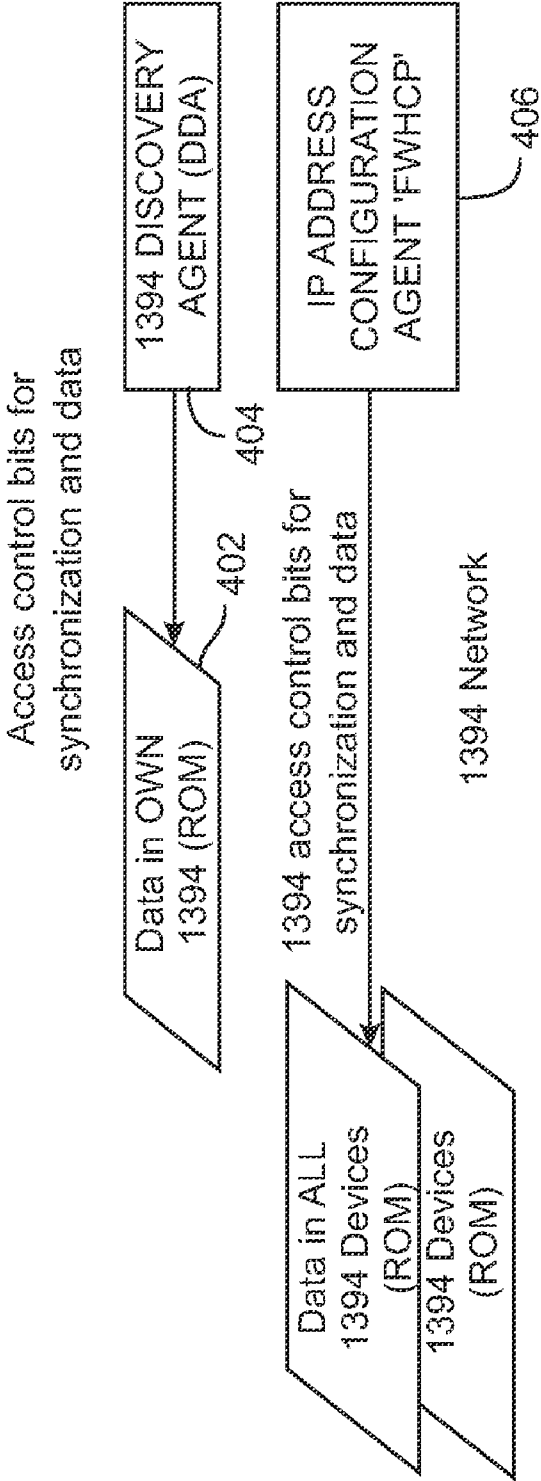 Access control bits for
synchronization and data
1394 DISCOVERY
AGENT (DDA)
404
Data in OWN
1394 (ROM)
402
IP ADDRESS
CONFIGURATION
AGENT 'FWHCP'
406
1394 access control bits for
synchronization and data
Data in ALL
1394 Devices
(ROM)
1394 Devices
(ROM)
1394 Network